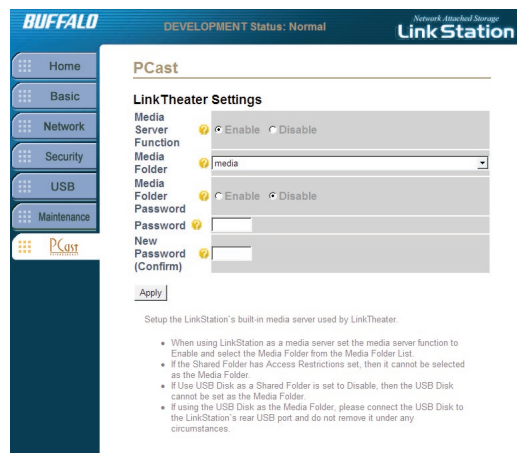 BUFFALO
DEVELOPMENT Status: Normal
Network Attached Storage
LinkStation
Home
Basic
Network
Security
USB
Maintenance
PCast
PCast
LinkTheater Settings
Media Server Function
Enable Disable
Media Folder
media
Media Folder Password
Enable Disable
Password
New Password (Confirm)
Apply
Setup the LinkStation`s built-in media server used by LinkTheater.
When using LinkStation as a media server set the media server function to
Enable and select the Media Folder from the Media Folder List.
If the Shared Folder has Access Restrictions set, then it cannot be selected
as the Media Folder.
If Use USB Disk as a Shared Folder is set to Disable, then the USB Disk
cannot be set as the Media Folder.
If using the USB Disk as the Media Folder, please connect the USB Disk to
the LinkStation's rear USB port and do not remove it under any
circumstances.